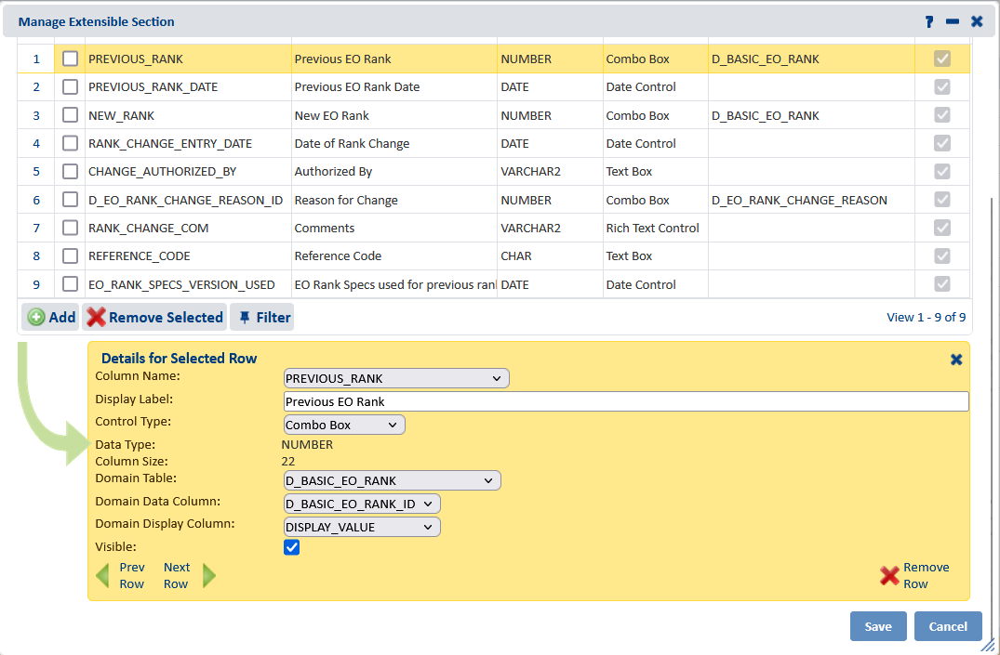 Manage Extensible Section ?
1 PREVIOUS_RANK Previous EO Rank NUMBER Combo Box D_BASIC_EO_RANK
2 PREVIOUS_RANK_DATE Previous EO Rank Date DATE Date Control
3 NEW_RANK New EO Rank NUMBER Combo Box D_BASIC_EO_RANK
4 RANK_CHANGE_ENTRY_DATE Date of Rank Change DATE Date Control
5 CHANGE_AUTHORIZED_BY Authorized By VARCHAR2 Text Box
6 D_EO_RANK_CHANGE_REASON_ID Reason for Change NUMBER Combo Box D_EO_RANK_CHANGE_REASON
7 RANK_CHANGE_COM Comments VARCHAR2 Rich Text Control
8 REFERENCE_CODE Reference Code CHAR Text Box
9 EO_RANK_SPECS_VERSION_USED EO Rank Specs used for previous ran DATE Date Control
Add Remove Selected Filter View 1 - 9 of 9
Details for Selected Row
Column Name: PREVIOUS_RANK
Display Label: Previous EO Rank
Control Type: Combo Box
Data Type: NUMBER
Column Size: 22
Domain Table: D_BASIC_EO_RANK
Domain Data Column: D_BASIC_EO_RANK_ID
Domain Display Column: DISPLAY_VALUE
Visible:
Prev Row Next Row Remove Row
Save Cancel